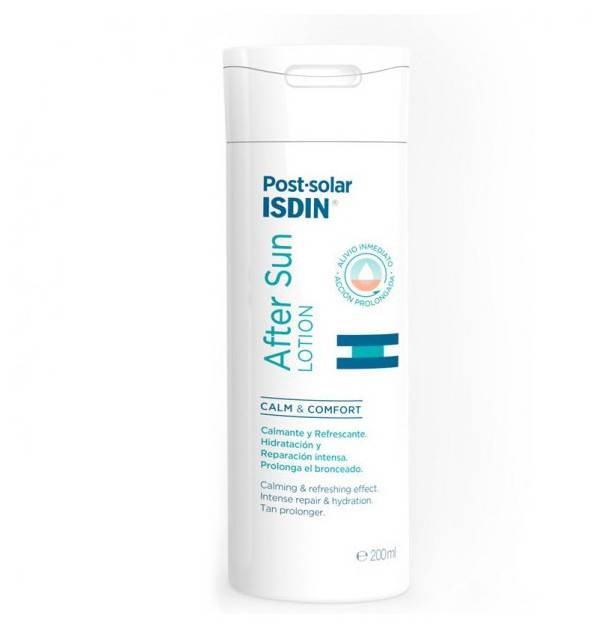 Post·solar
ISDIN®
After Sun
LOTION
ALIVIO INMEDIATO
ACCIÓN PROLONGADA
CALM & COMFORT
Calmante y Refrescante.
Hidratación y
Reparación intensa.
Prolonga el bronceado.
Calming & refreshing effect.
Intense repair & hydration.
Tan prolonger.
℮ 200ml